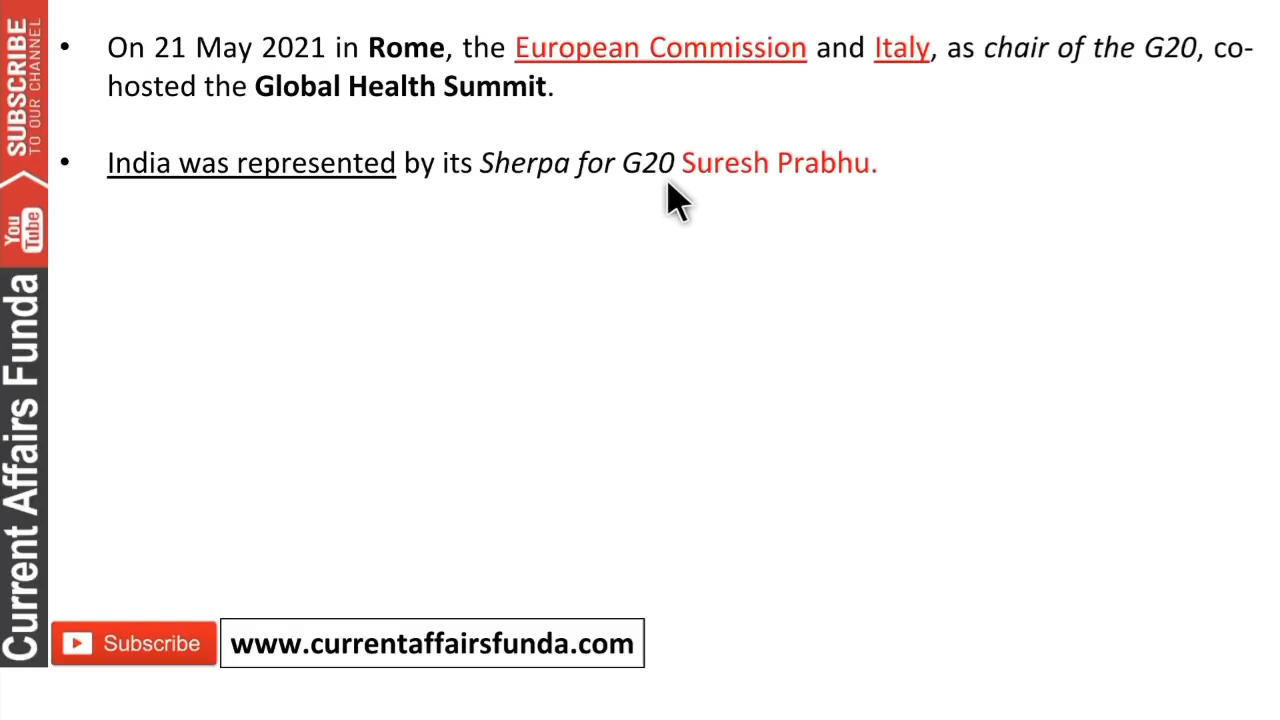 • On 21 May 2021 in Rome, the European Commission and Italy, as chair of the G20, co-
hosted the Global Health Summit.
• India was represented by its Sherpa for G20 Suresh Prabhu.
SUBSCRIBE
TO OUR CHANNEL
You
Tube
Current Affairs Funda
Subscribe
www.currentaffairsfunda.com